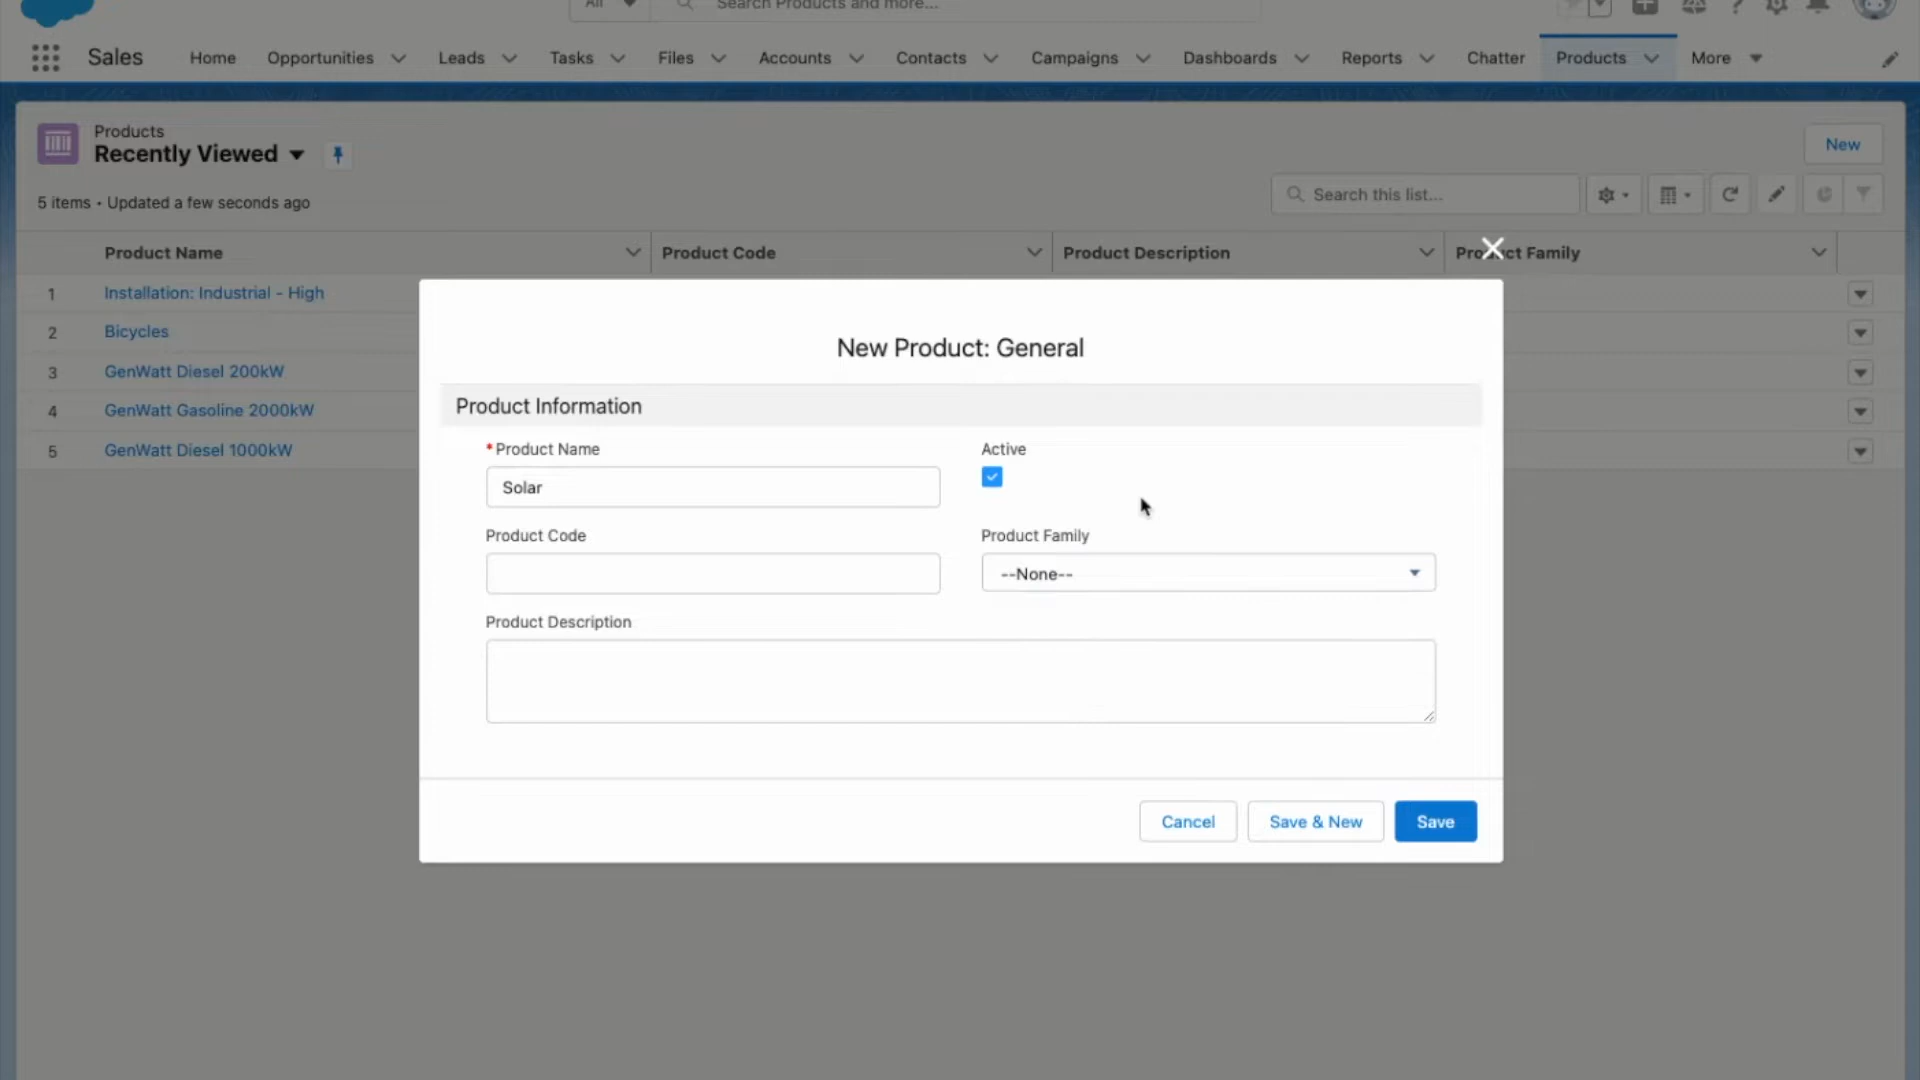 All
Search Products and more...
Sales
Home
Opportunities
Leads
Tasks
Files
Accounts
Contacts
Campaigns
Dashboards
Reports
Chatter
Products
More
Products
Recently Viewed
New
5 items • Updated a few seconds ago
Search this list...
Product Name
Product Code
Product Description
Product Family
1 Installation: Industrial - High
2 Bicycles
3 GenWatt Diesel 200kW
4 GenWatt Gasoline 2000kW
5 GenWatt Diesel 1000kW
New Product: General
Product Information
*Product Name
Active
Solar
Product Code
Product Family
--None--
Product Description
Cancel
Save & New
Save